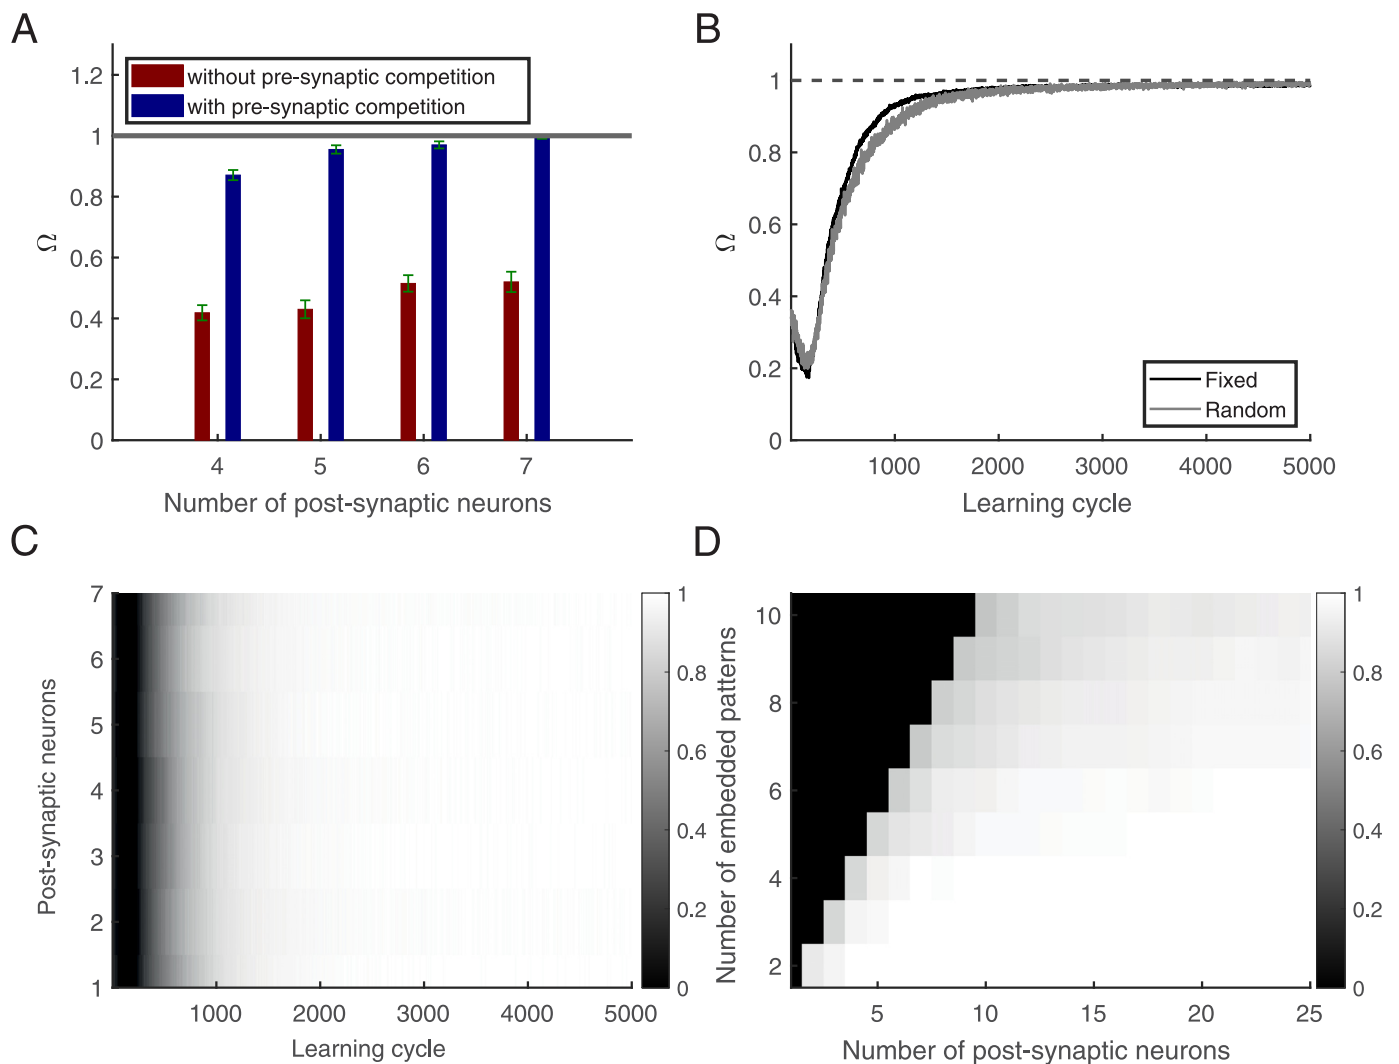 A
without pre-synaptic competition
with pre-synaptic competition
1.2
1
0.8
0.6
0.4
0.2
0
Ω
4 5 6 7
Number of post-synaptic neurons
B
1
0.8
0.6
0.4
0.2
0
Ω
Fixed
Random
1000 2000 3000 4000 5000
Learning cycle
C
7
6
5
4
3
2
1
Post-synaptic neurons
1000 2000 3000 4000 5000
Learning cycle
1
0.8
0.6
0.4
0.2
0
D
10
8
6
4
2
Number of embedded patterns
5 10 15 20 25
Number of post-synaptic neurons
1
0.8
0.6
0.4
0.2
0